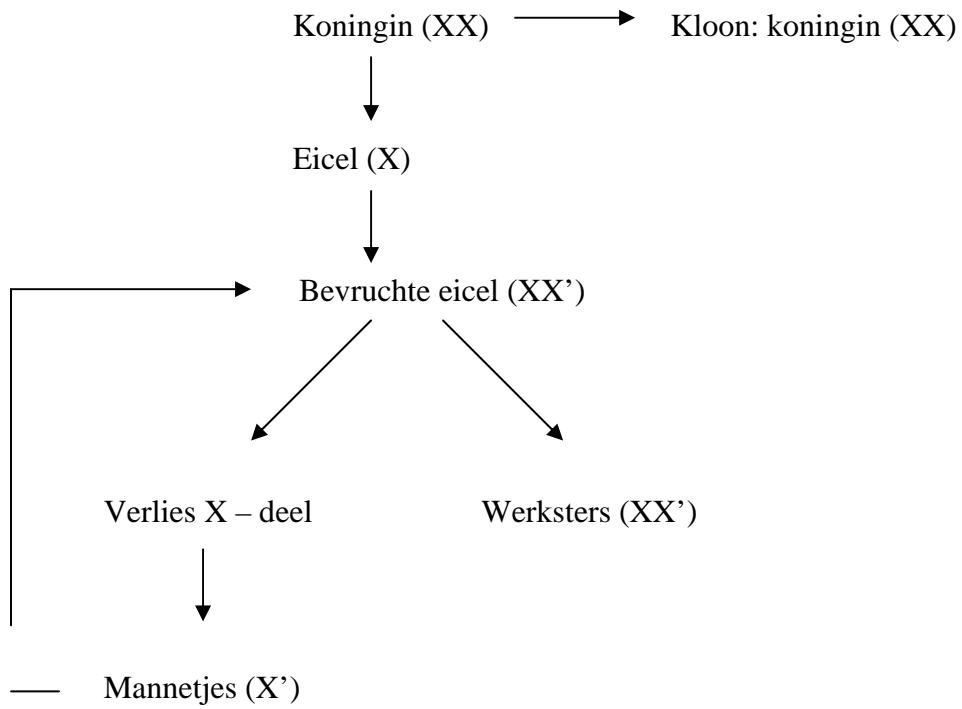 Koningin (XX) Kloon: koningin (XX)
Eicel (X)
Bevruchte eicel (XX’)
Verlies X – deel Werksters (XX’)
Mannetjes (X’)